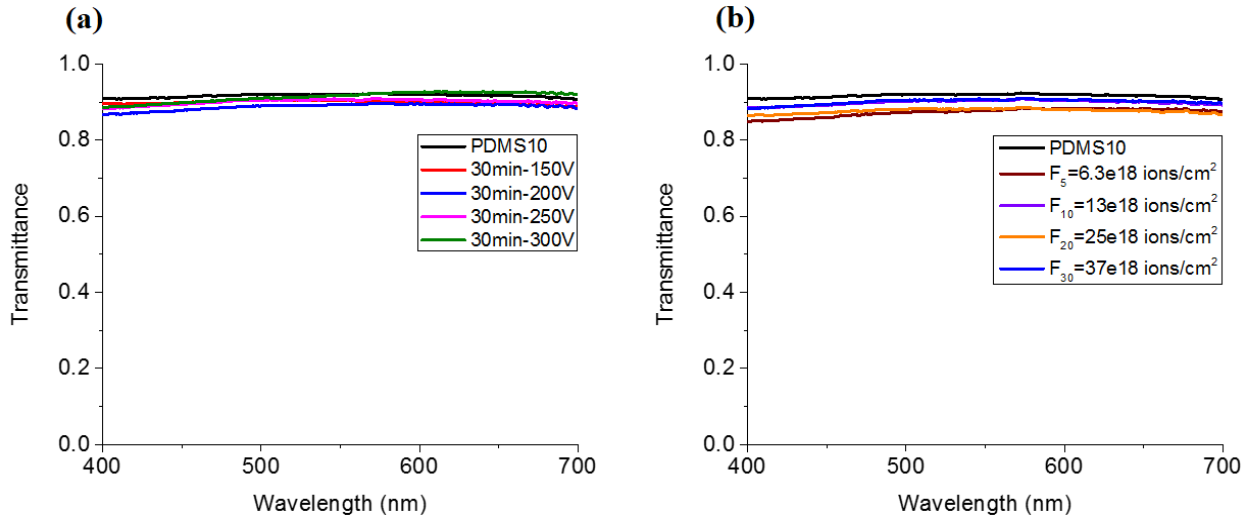 (a)
1.0
0.8
0.6
0.4
0.2
0.0
Transmittance
400
500
600
700
Wavelength (nm)
PDMS10
30min-150V
30min-200V
30min-250V
30min-300V
(b)
1.0
0.8
0.6
0.4
0.2
0.0
Transmittance
400
500
600
700
Wavelength (nm)
PDMS10
F₅=6.3e18 ions/cm²
F₁₀=13e18 ions/cm²
F₂₀=25e18 ions/cm²
F₃₀=37e18 ions/cm²